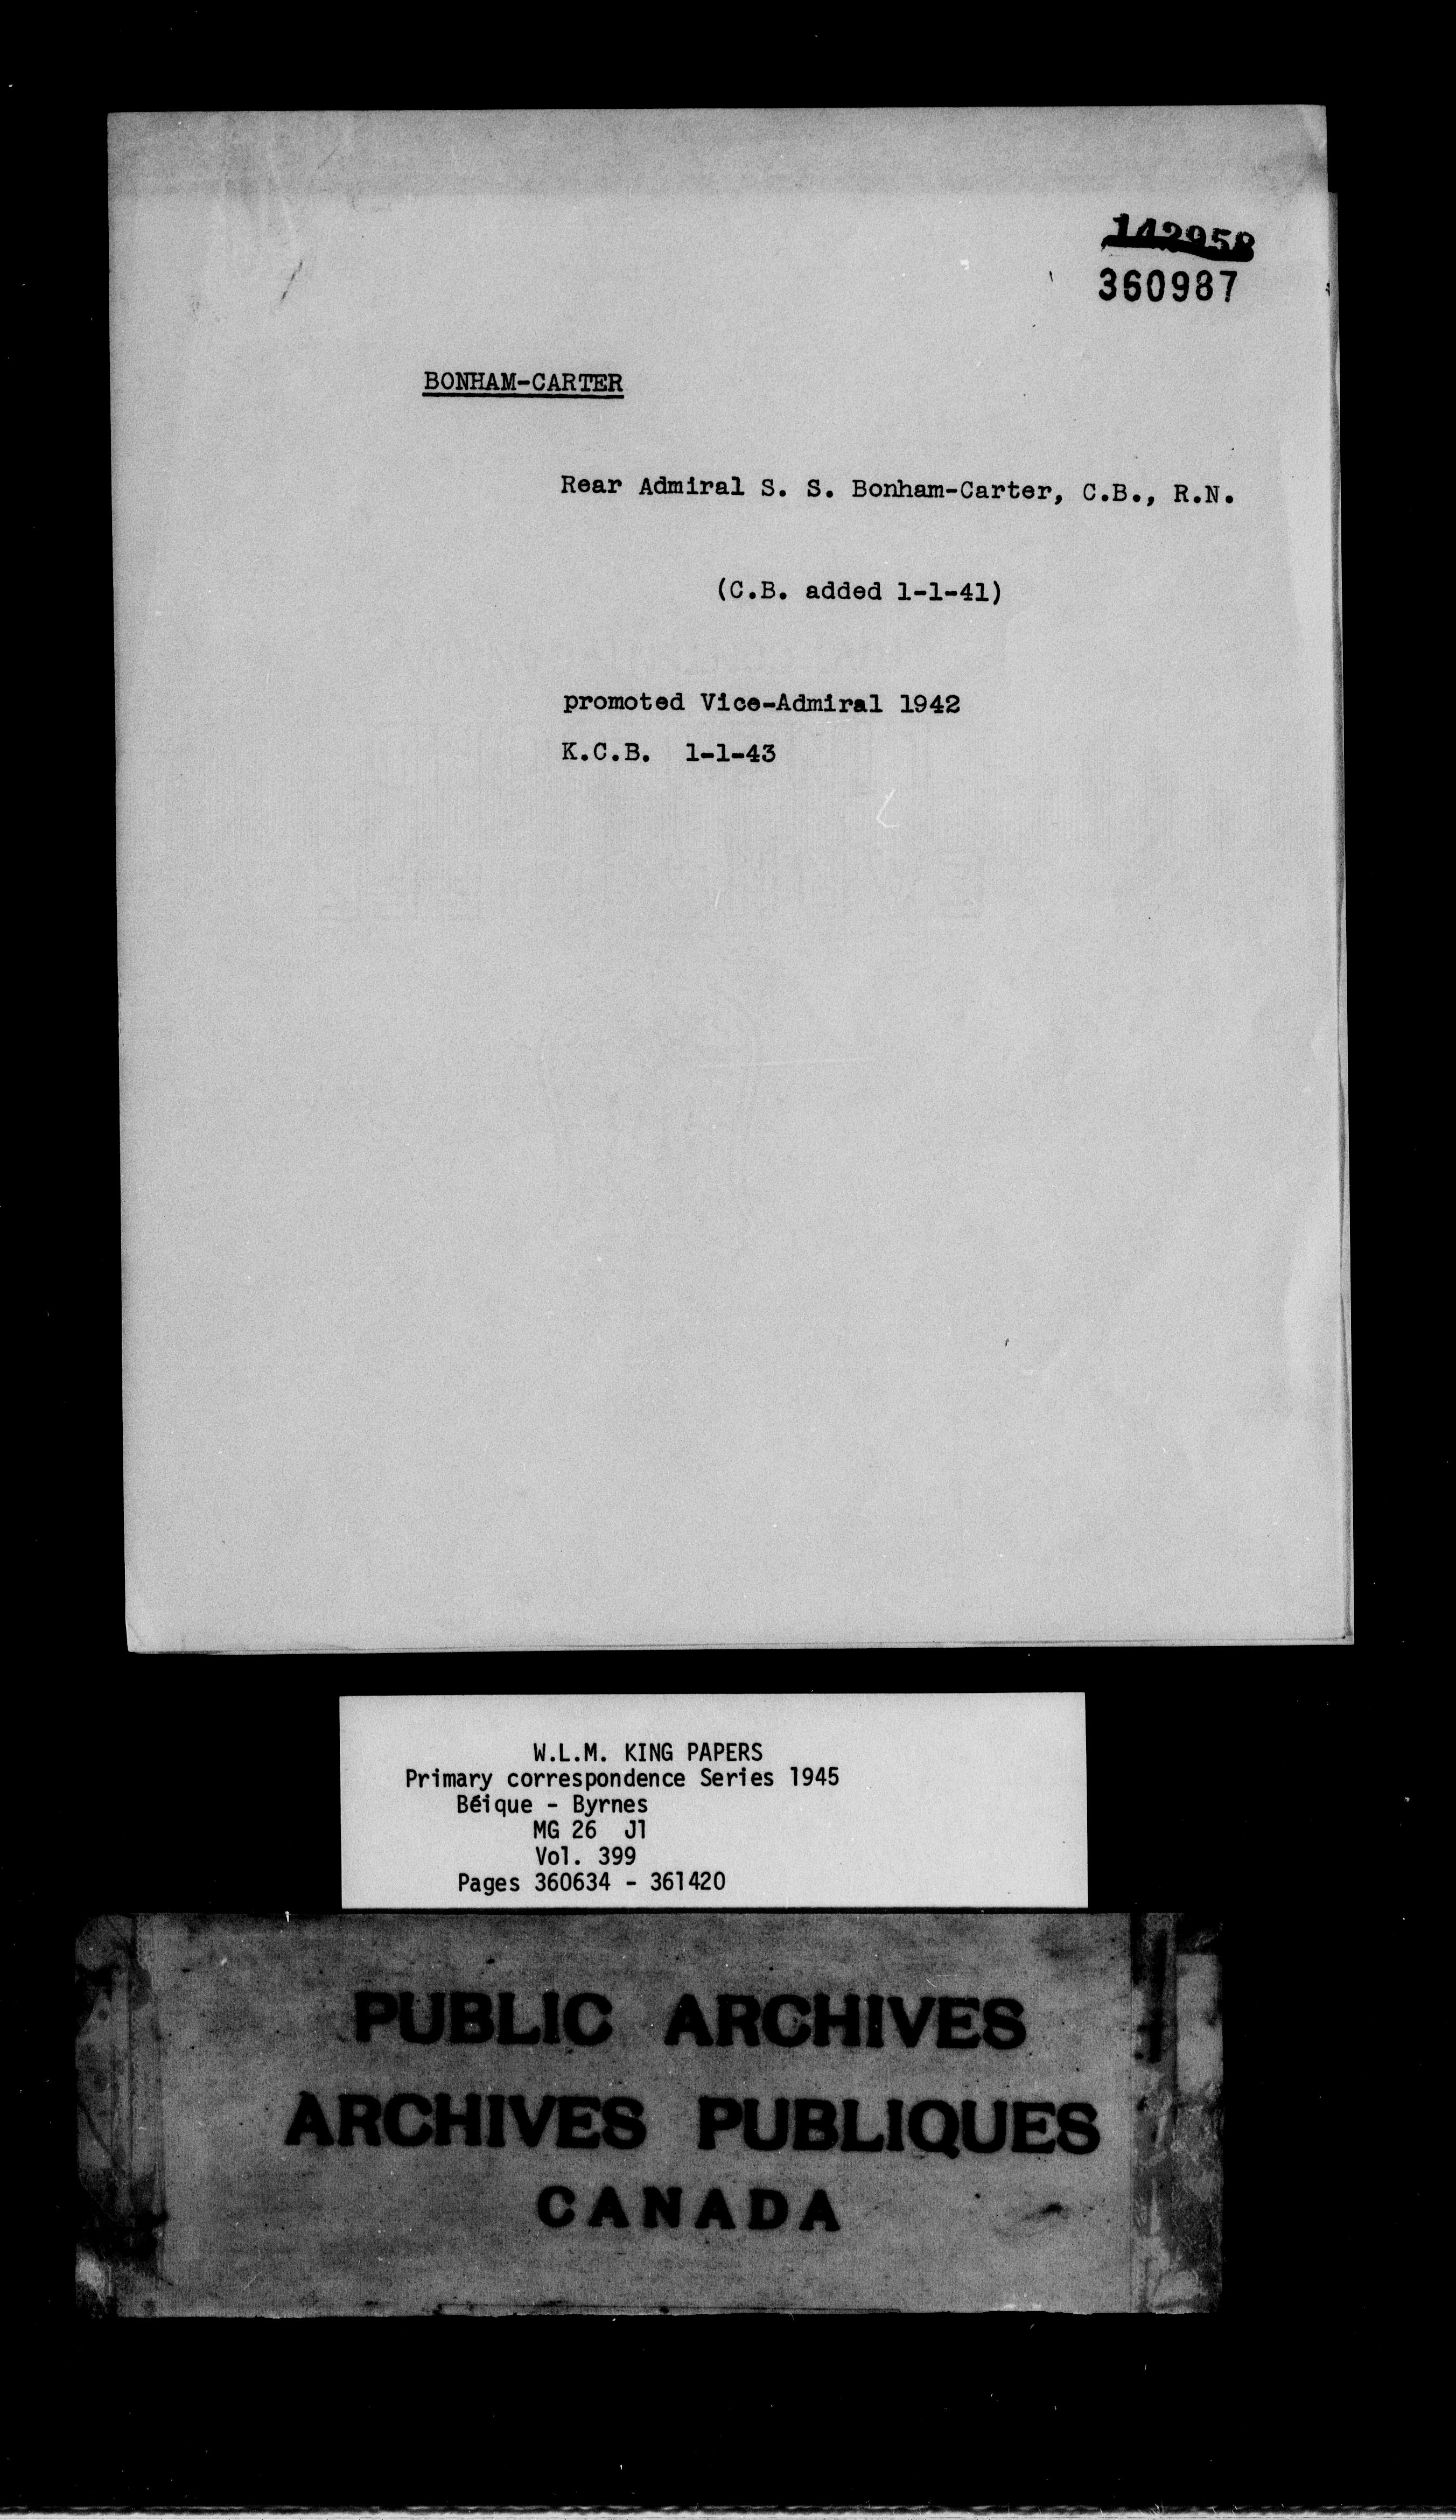 142958
360987
BONHAM-CARTER
Rear Admiral S. S. Bonham-Carter, C.B., R.N.
(C.B. added 1-1-41)
promoted Vice-Admiral 1942
K.C.B. 1-1-43
W.L.M. KING PAPERS
Primary correspondence Series 1945
Béique - Byrnes
MG 26 J1
Vol. 399
Pages 360634 - 361420
PUBLIC ARCHIVES
ARCHIVES PUBLIQUES
CANADA